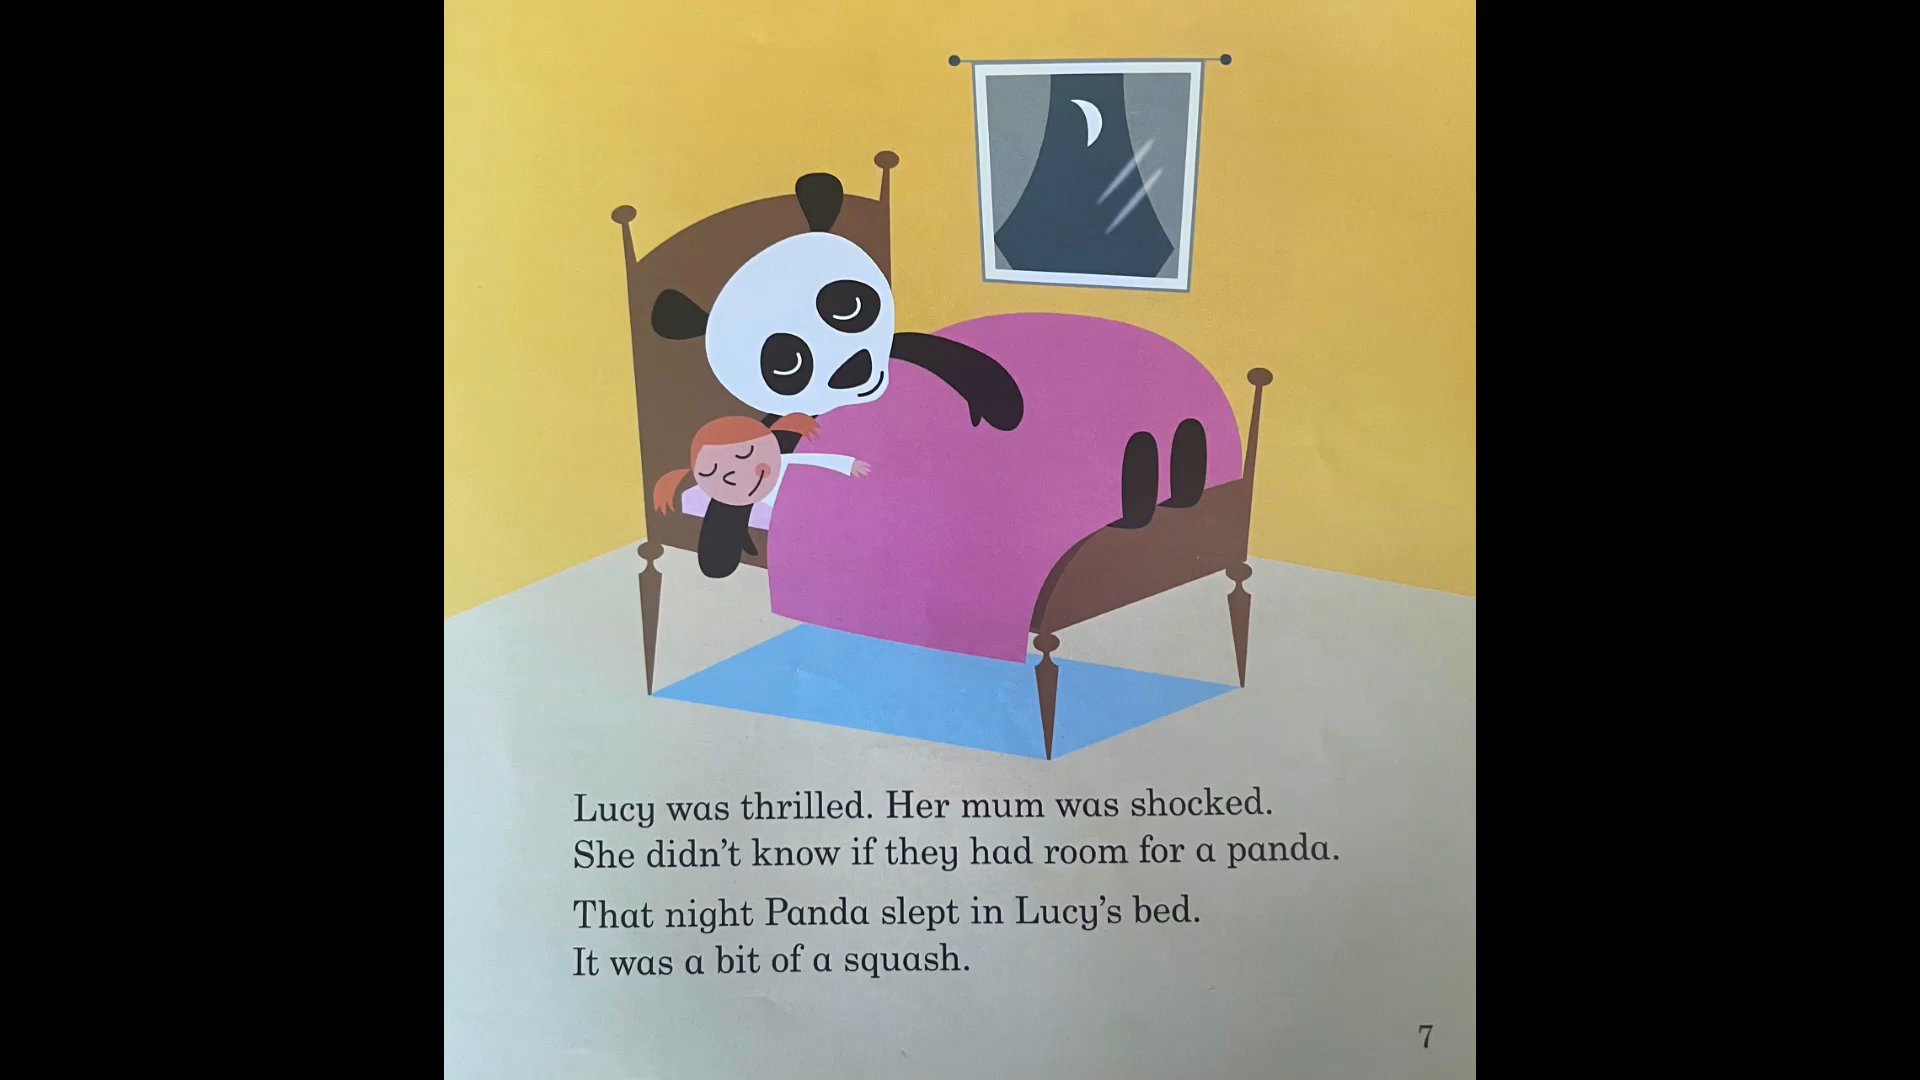 Lucy was thrilled. Her mum was shocked.
She didn't know if they had room for a panda.
That night Panda slept in Lucy's bed.
It was a bit of a squash.
7